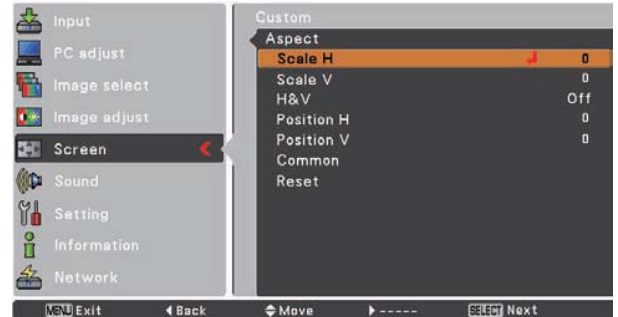 Input
PC adjust
Image select
Image adjust
Screen
Sound
Setting
Information
Network
Custom
Aspect
Scale H 0
Scale V 0
H&V Off
Position H 0
Position V 0
Common
Reset
MENU Exit Back Move ----- SELECT Next